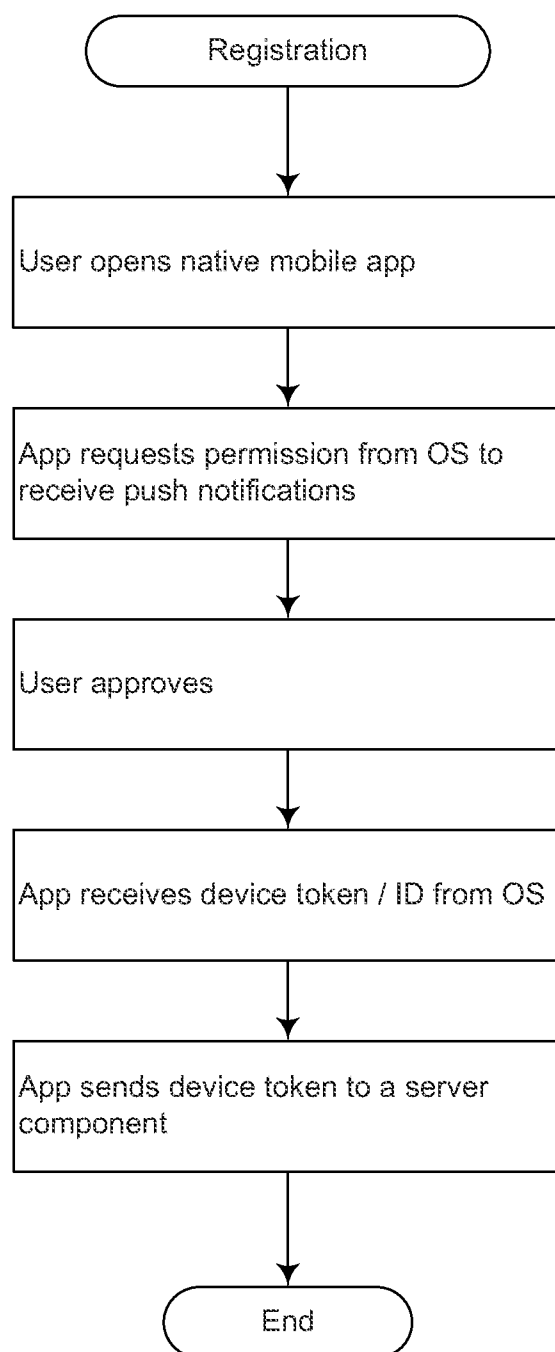 Registration
User opens native mobile app
App requests permission from OS to
receive push notifications
User approves
App receives device token / ID from OS
App sends device token to a server
component
End